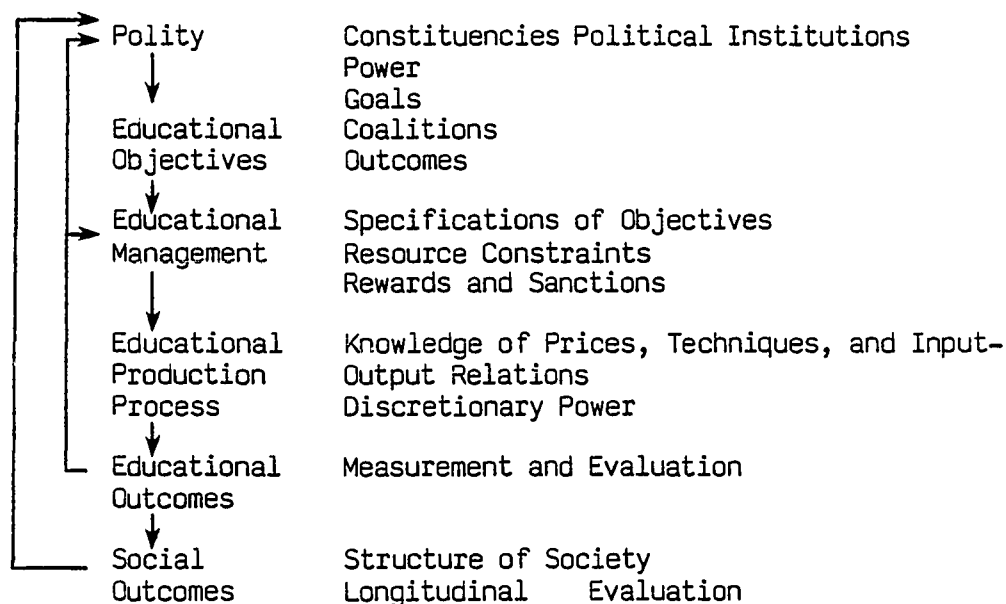 Polity Constituencies Political Institutions
Power
Goals
Educational Coalitions
Objectives Outcomes
Educational Specifications of Objectives
Management Resource Constraints
Rewards and Sanctions
Educational Knowledge of Prices, Techniques, and Input-
Production Output Relations
Process Discretionary Power
Educational Measurement and Evaluation
Outcomes
Social Structure of Society
Outcomes Longitudinal Evaluation